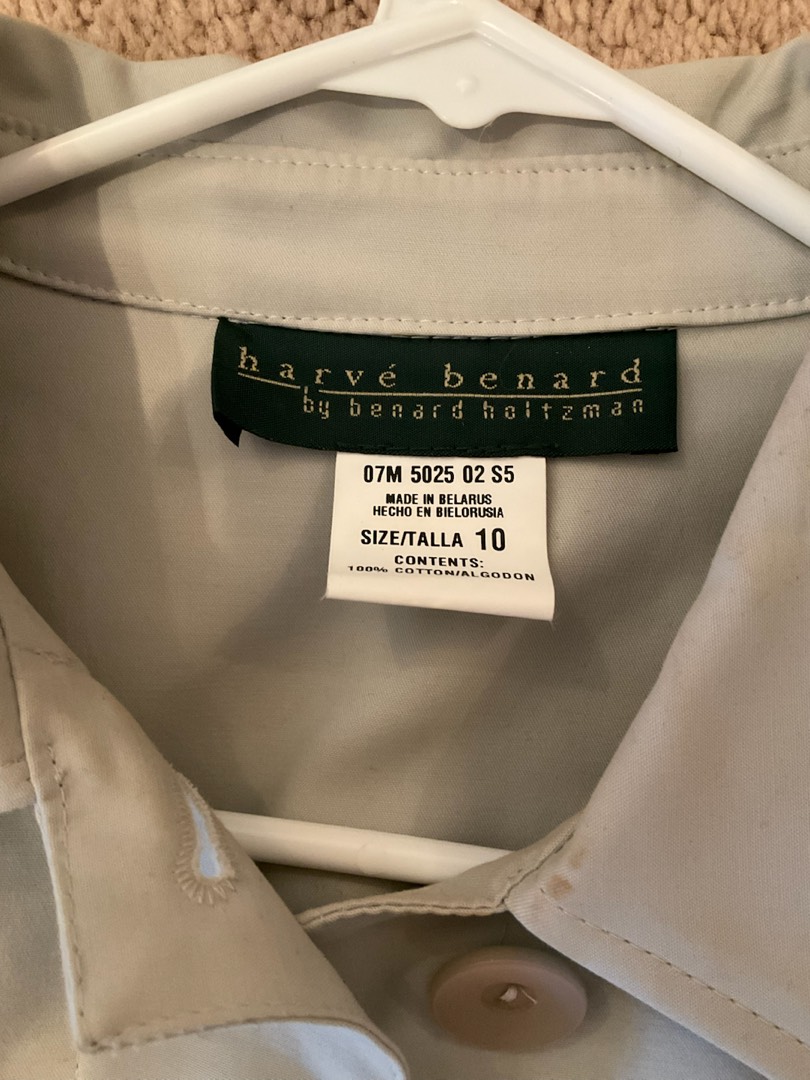 harvé benard
by benard holtzman
07M 5025 02 S5
MADE IN BELARUS
HECHO EN BIELORUSIA
SIZE/TALLA 10
CONTENTS:
100% COTTON/ALGODON